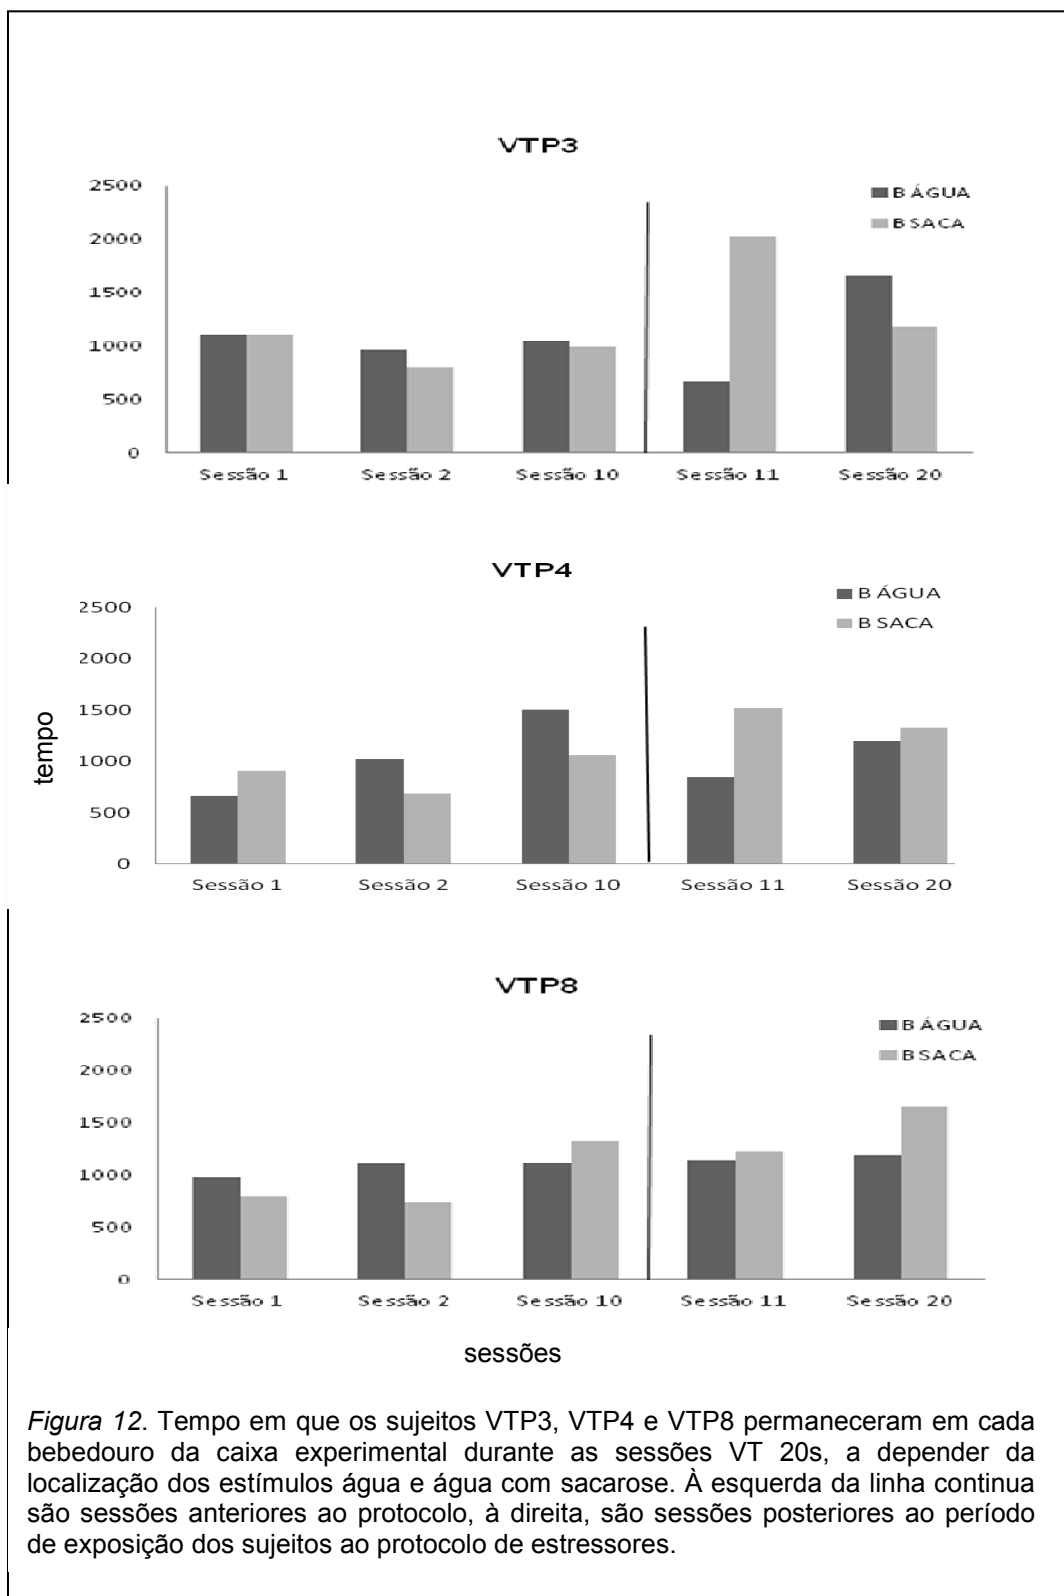 VTP3
2500
B ÁGUA
2000
B SACA
1500
1000
500
0
Sessão 1 Sessão 2 Sessão 10 Sessão 11 Sessão 20
VTP4
2500
B ÁGUA
2000
B SACA
1500
tempo
1000
500
0
Sessão 1 Sessão 2 Sessão 10 Sessão 11 Sessão 20
VTP8
2500
B ÁGUA
2000
B SACA
1500
1000
500
0
Sessão 1 Sessão 2 Sessão 10 Sessão 11 Sessão 20
sessões
Figura 12. Tempo em que os sujeitos VTP3, VTP4 e VTP8 permaneceram em cada
bebedouro da caixa experimental durante as sessões VT 20s, a depender da
localização dos estímulos água e água com sacarose. À esquerda da linha continua
são sessões anteriores ao protocolo, à direita, são sessões posteriores ao período
de exposição dos sujeitos ao protocolo de estressores.